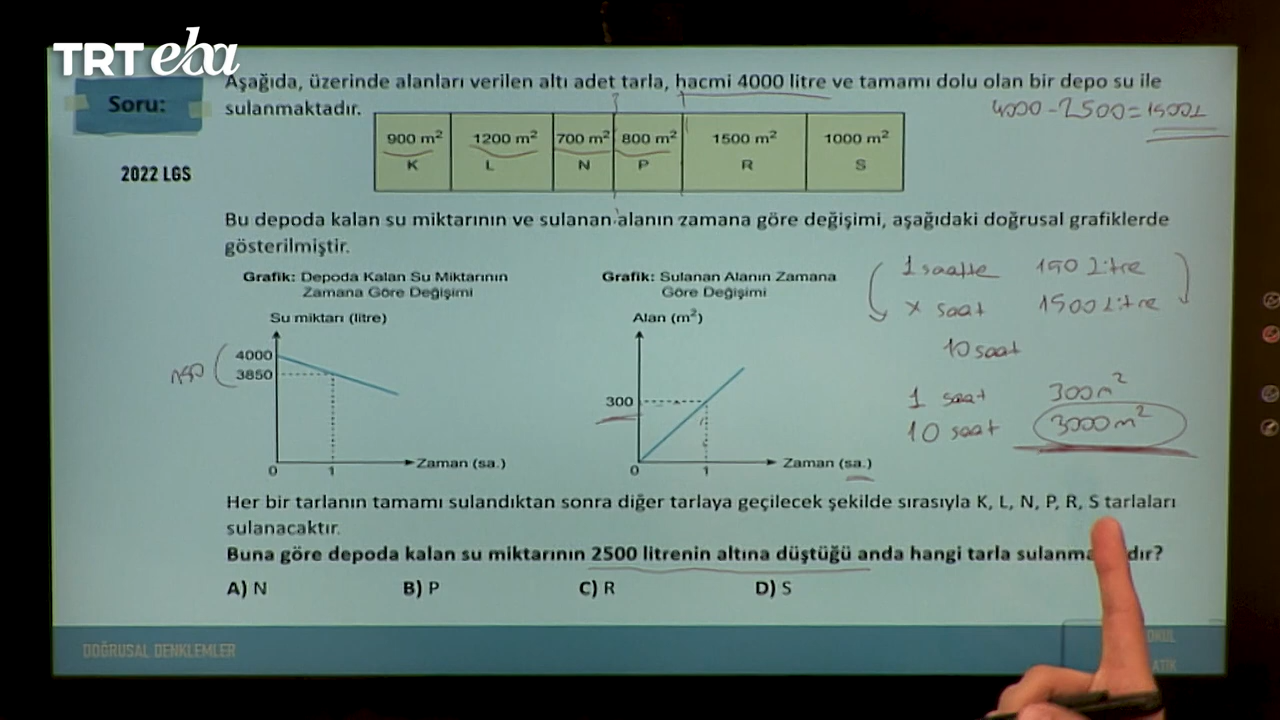 TRT eba
Soru:
2022 LGS
Aşağıda, üzerinde alanları verilen altı adet tarla, hacmi 4000 litre ve tamamı dolu olan bir depo su ile
sulanmaktadır.
4000 - 2500 = 1500 L
900 m² 1200 m² 700 m² 800 m² 1500 m² 1000 m²
K L N P R S
Bu depoda kalan su miktarının ve sulanan alanın zamana göre değişimi, aşağıdaki doğrusal grafiklerde
gösterilmiştir.
Grafik: Depoda Kalan Su Miktarının
Zamana Göre Değişimi
Su miktarı (litre)
4000
3850
150
0 1 Zaman (sa.)
Grafik: Sulanan Alanın Zamana
Göre Değişimi
Alan (m²)
300
0 1 Zaman (sa.)
1 saatte 150 Litre
x saat 1500 Litre
10 saat
1 saat 300 m²
10 saat 3000 m²
Her bir tarlanın tamamı sulandıktan sonra diğer tarlaya geçilecek şekilde sırasıyla K, L, N, P, R, S tarlaları
sulanacaktır.
Buna göre depoda kalan su miktarının 2500 litrenin altına düştüğü anda hangi tarla sulanma dır?
A) N B) P C) R D) S
DOĞRUSAL DENKLEMLER
OKUL
ATİK